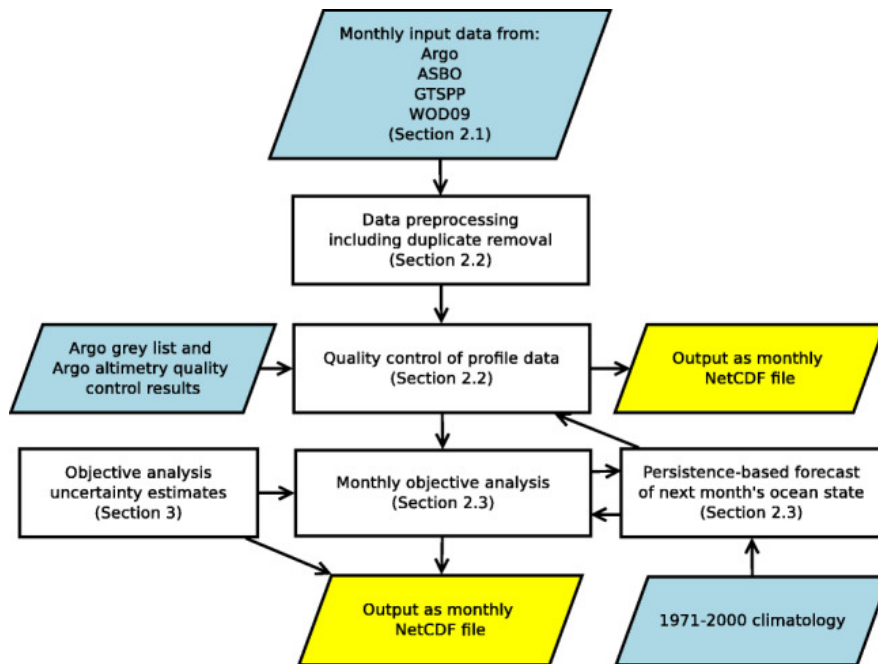 Monthly input data from:
Argo
ASBO
GTSPP
WOD09
(Section 2.1)
Data preprocessing
including duplicate removal
(Section 2.2)
Argo grey list and
Argo altimetry quality
control results
Quality control of profile data
(Section 2.2)
Output as monthly
NetCDF file
Objective analysis
uncertainty estimates
(Section 3)
Monthly objective analysis
(Section 2.3)
Persistence-based forecast
of next month's ocean state
(Section 2.3)
Output as monthly
NetCDF file
1971-2000 climatology